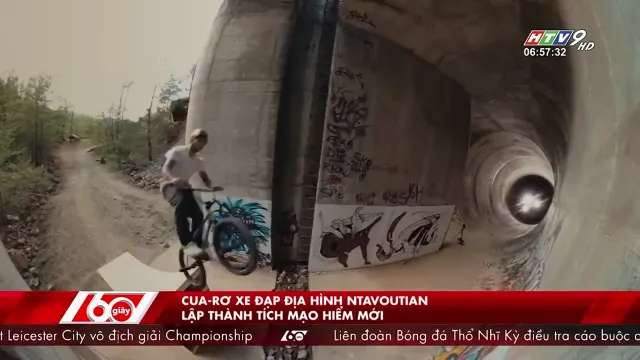 HTV9 HD
06:57:32
60 giây
CUA-RƠ XE ĐẠP ĐỊA HÌNH NTAVOUTIAN
LẬP THÀNH TÍCH MẠO HIỂM MỚI
t Leicester City vô địch giải Championship 60 Liên đoàn Bóng đá Thổ Nhĩ Kỳ điều tra cáo buộc